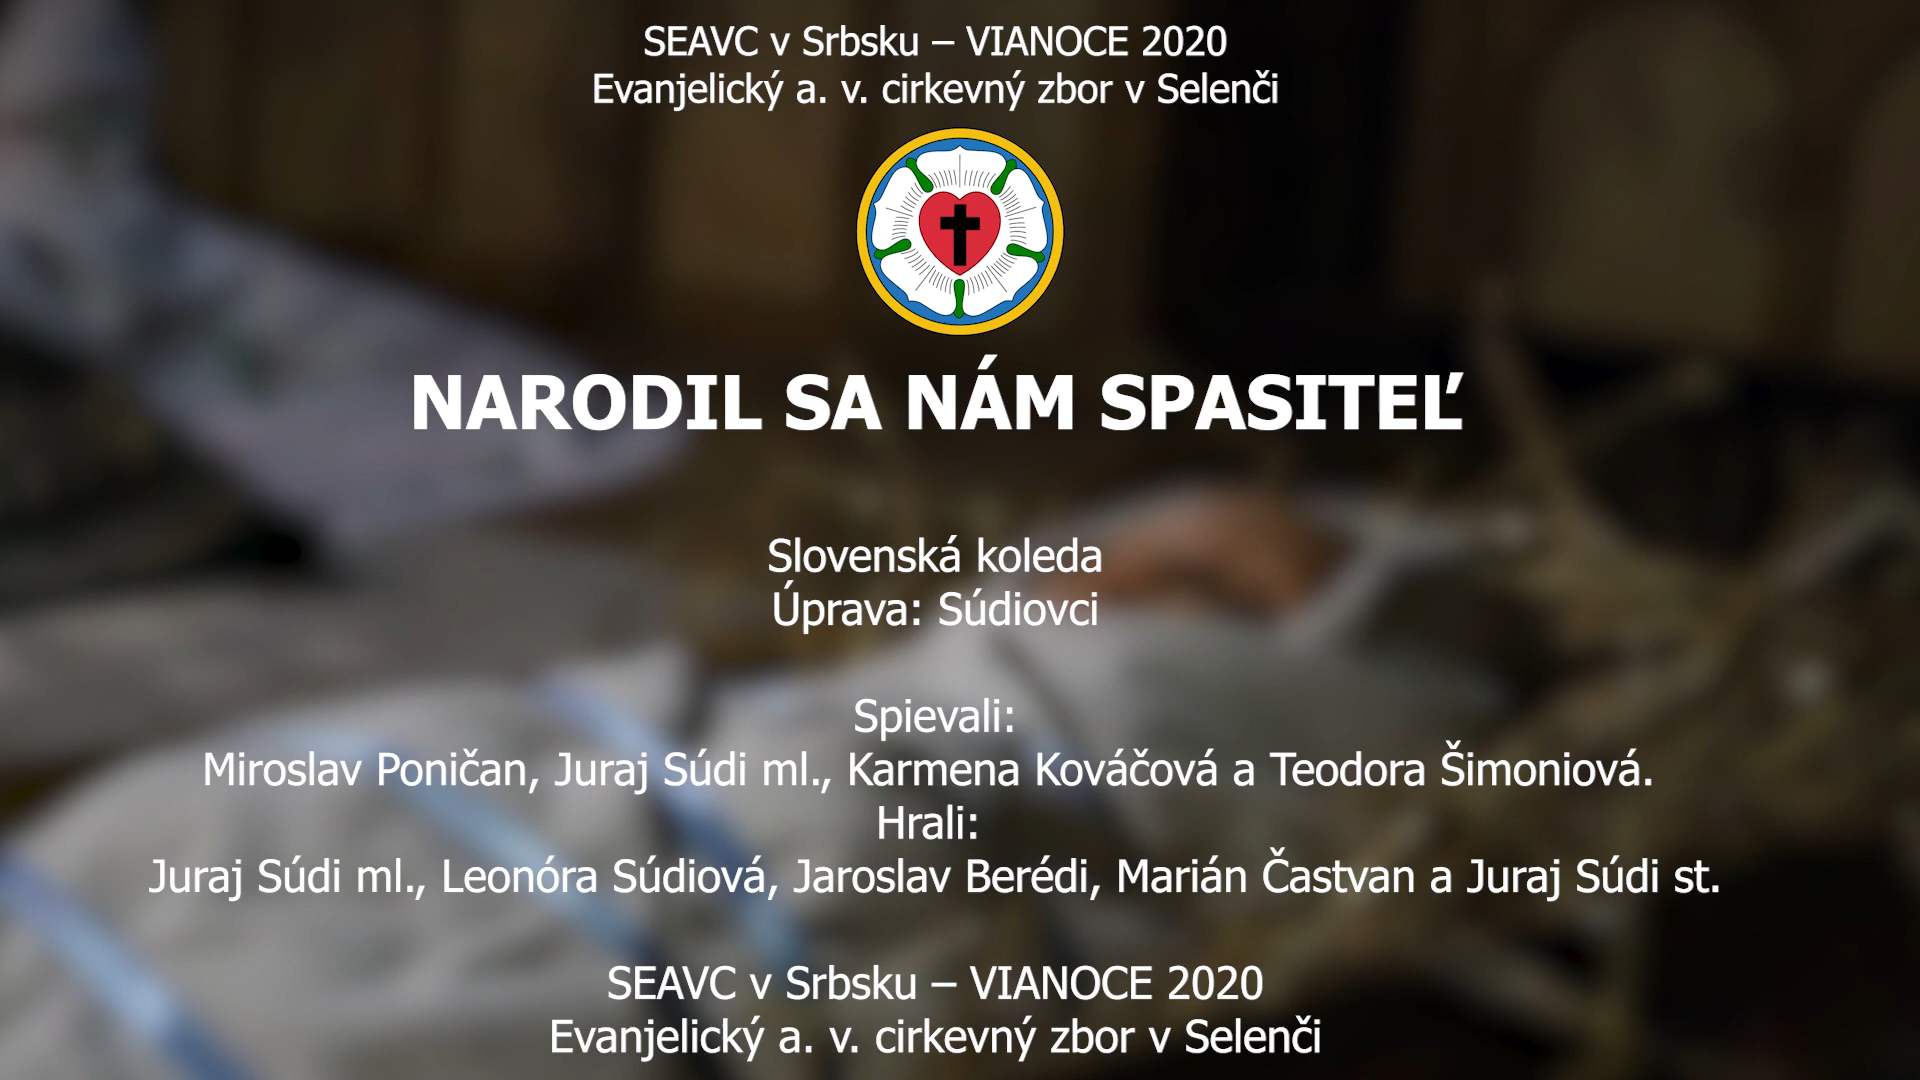 SEAVC v Srbsku – VIANOCE 2020
Evanjelický a. v. cirkevný zbor v Selenči
NARODIL SA NÁM SPASITEĽ
Slovenská koleda
Úprava: Súdiovci
Spievali:
Miroslav Poničan, Juraj Súdi ml., Karmena Kováčová a Teodora Šimoniová.
Hrali:
Juraj Súdi ml., Leonóra Súdiová, Jaroslav Berédi, Marián Častvan a Juraj Súdi st.
SEAVC v Srbsku – VIANOCE 2020
Evanjelický a. v. cirkevný zbor v Selenči